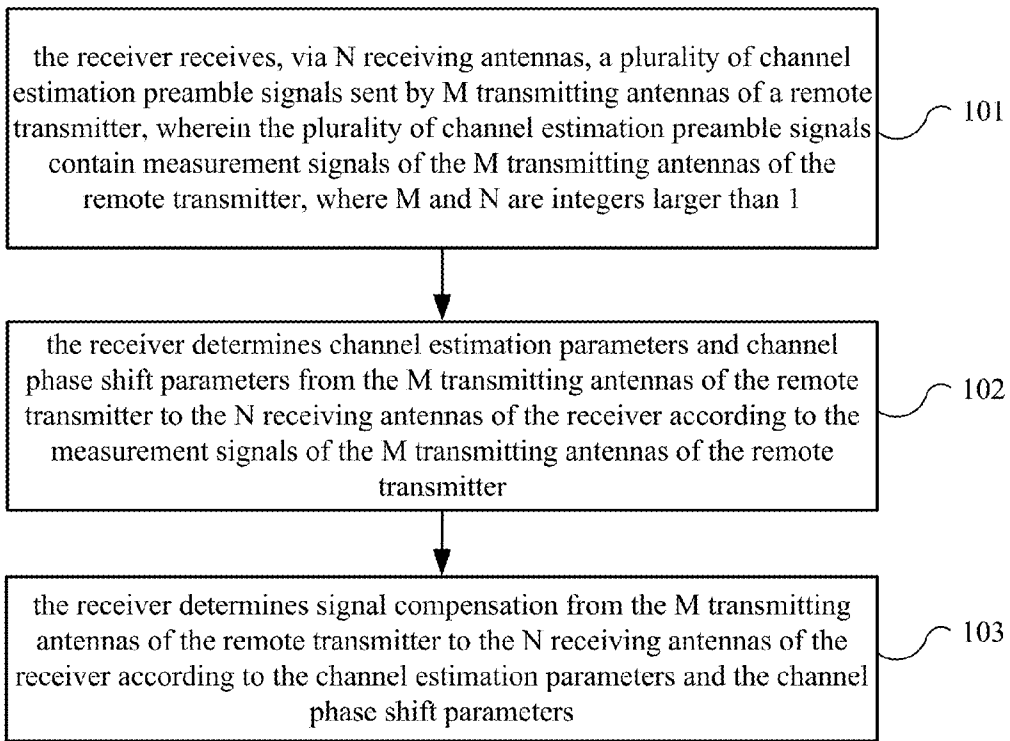 the receiver receives, via N receiving antennas, a plurality of channel
estimation preamble signals sent by M transmitting antennas of a remote
transmitter, wherein the plurality of channel estimation preamble signals
contain measurement signals of the M transmitting antennas of the
remote transmitter, where M and N are integers larger than 1
101
the receiver determines channel estimation parameters and channel
phase shift parameters from the M transmitting antennas of the remote
transmitter to the N receiving antennas of the receiver according to the
measurement signals of the M transmitting antennas of the remote
transmitter
102
the receiver determines signal compensation from the M transmitting
antennas of the remote transmitter to the N receiving antennas of the
receiver according to the channel estimation parameters and the channel
phase shift parameters
103